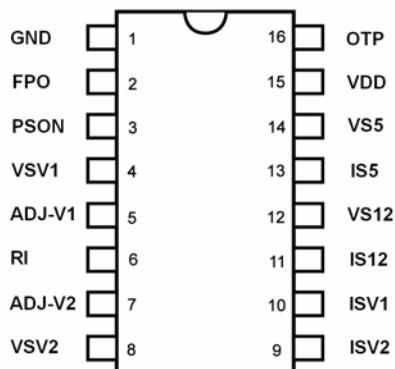 GND 1 16 OTP
FPO 2 15 VDD
PSON 3 14 VS5
VSV1 4 13 IS5
ADJ-V1 5 12 VS12
RI 6 11 IS12
ADJ-V2 7 10 ISV1
VSV2 8 9 ISV2